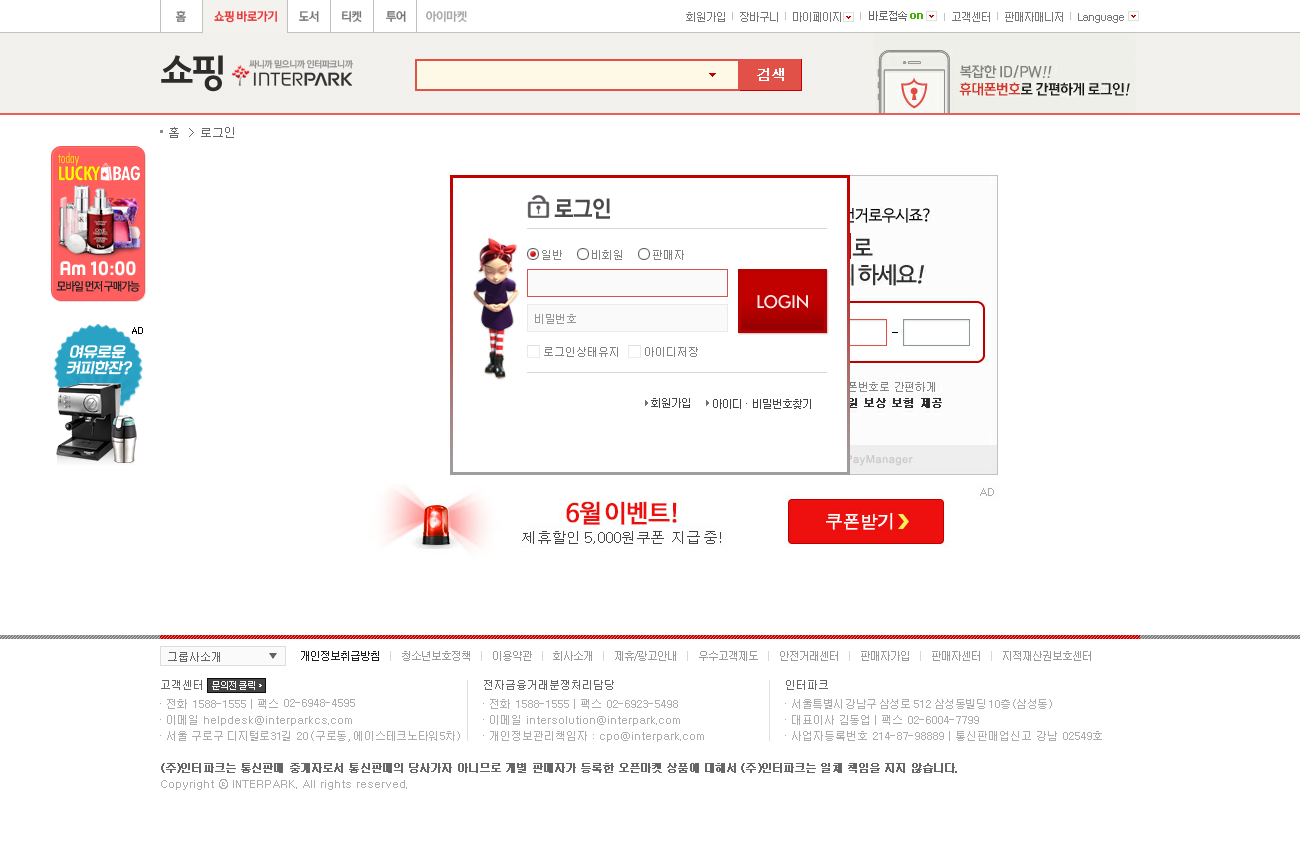 홈 쇼핑 바로가기 도서 티켓 투어 아이마켓 회원가입 장바구니 마이페이지 바로접속 on 고객센터 판매자매니저 Language
쇼핑 싸니까 믿으니까 인터파크니까
INTERPARK
검색
복잡한 ID/PW!!
휴대폰번호로 간편하게 로그인!
홈 > 로그인
today
LUCKY BAG
Am 10:00
모바일 먼저 구매가능
AD
여유로운
커피한잔?
로그인
일반 비회원 판매자
LOGIN
비밀번호
로그인상태유지 아이디저장
회원가입 아이디 · 비밀번호찾기
번거로우시죠?
로
하세요!
-
폰번호로 간편하게
일 보상 보험 제공
PayManager
AD
6월 이벤트!
제휴할인 5,000원쿠폰 지급 중!
쿠폰받기
그룹사소개 개인정보취급방침 청소년보호정책 이용약관 회사소개 제휴/광고안내 우수고객제도 안전거래센터 판매자가입 판매자센터 지적재산권보호센터
고객센터 문의전 클릭
· 전화 1588-1555 | 팩스 02-6948-4595
· 이메일 helpdesk@interparkcs.com
· 서울 구로구 디지털로31길 20 (구로동, 에이스테크노타워5차)
전자금융거래분쟁처리담당
· 전화 1588-1555 | 팩스 02-6923-5498
· 이메일 intersolution@interpark.com
· 개인정보관리책임자 : cpo@interpark.com
인터파크
· 서울특별시 강남구 삼성로 512 삼성동빌딩 10층 (삼성동)
· 대표이사 김동업 | 팩스 02-6004-7799
· 사업자등록번호 214-87-98889 | 통신판매업신고 강남 02549호
(주)인터파크는 통신판매 중개자로서 통신판매의 당사가자 아니므로 개별 판매자가 등록한 오픈마켓 상품에 대해서 (주)인터파크는 일체 책임을 지지 않습니다.
Copyright ⓒ INTERPARK. All rights reserved.